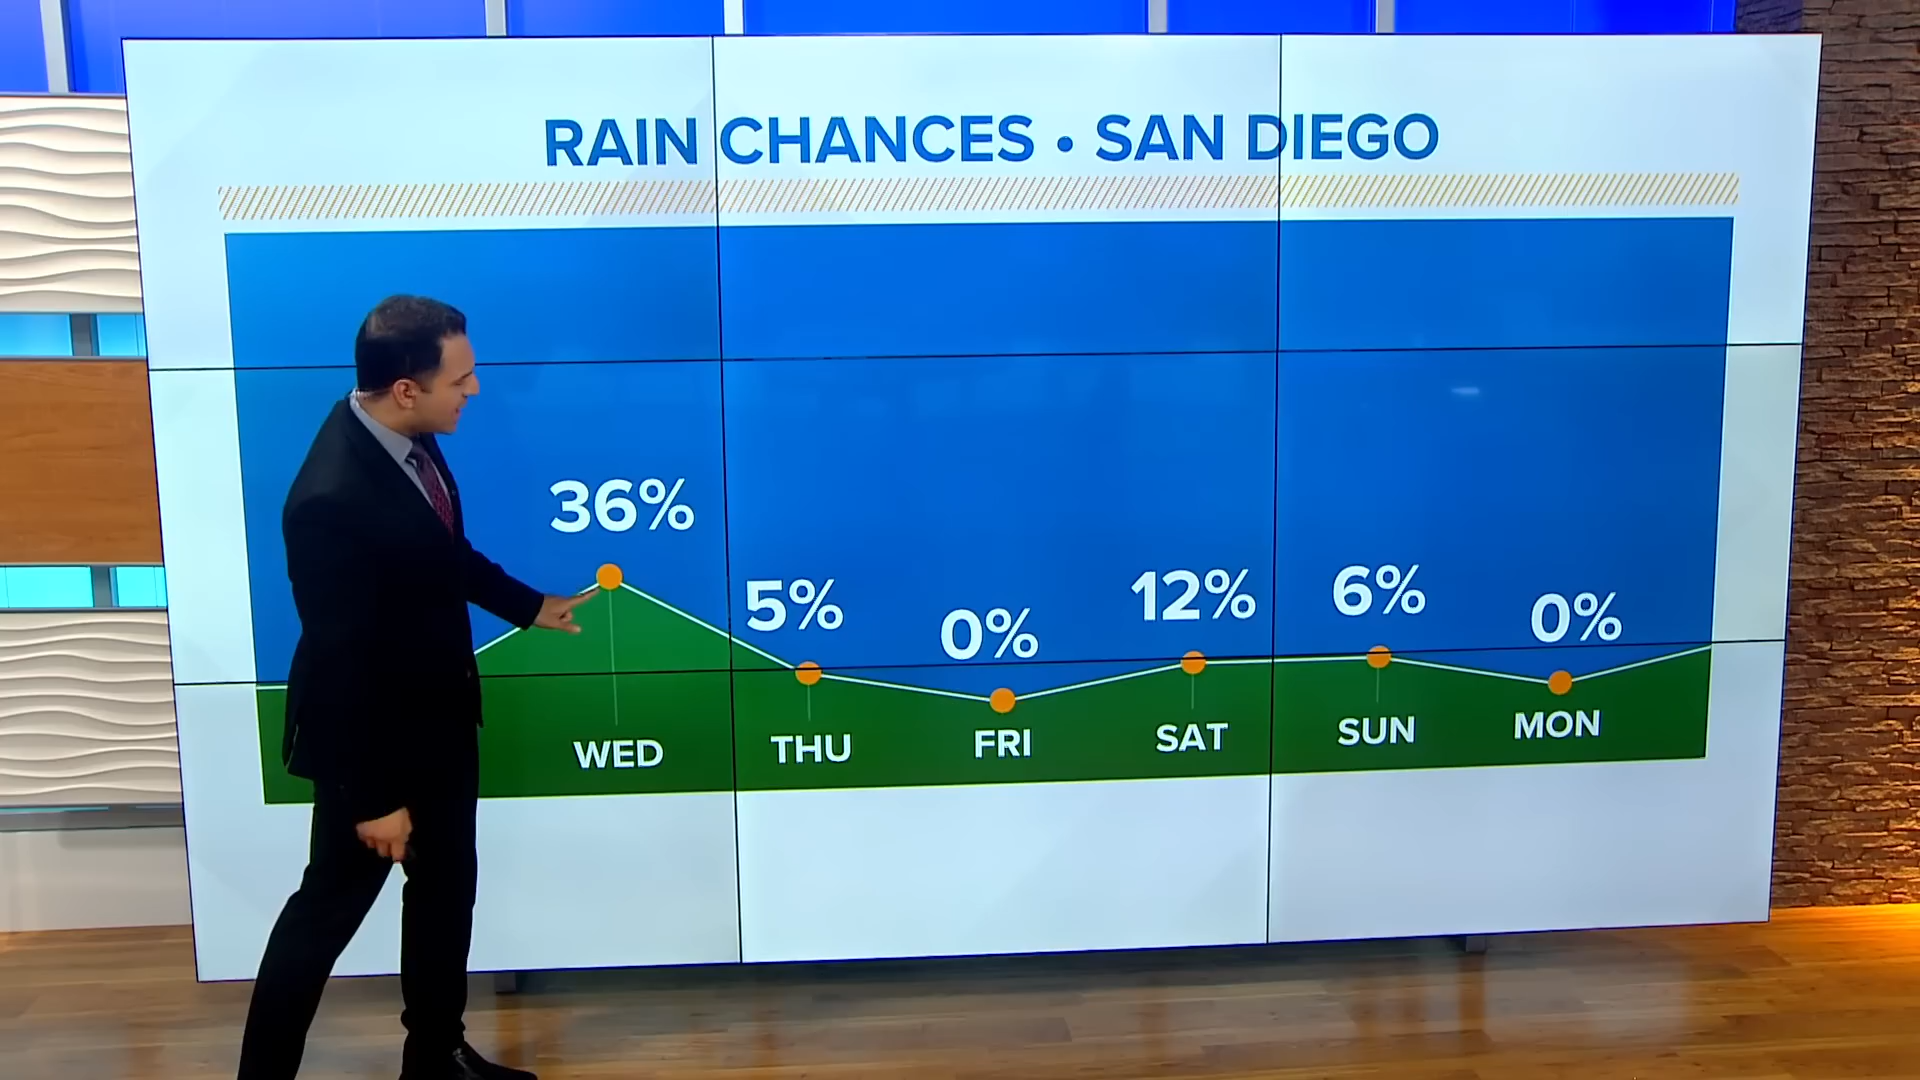 RAIN CHANCES • SAN DIEGO
36%
5%
0%
12%
6%
0%
WED
THU
FRI
SAT
SUN
MON